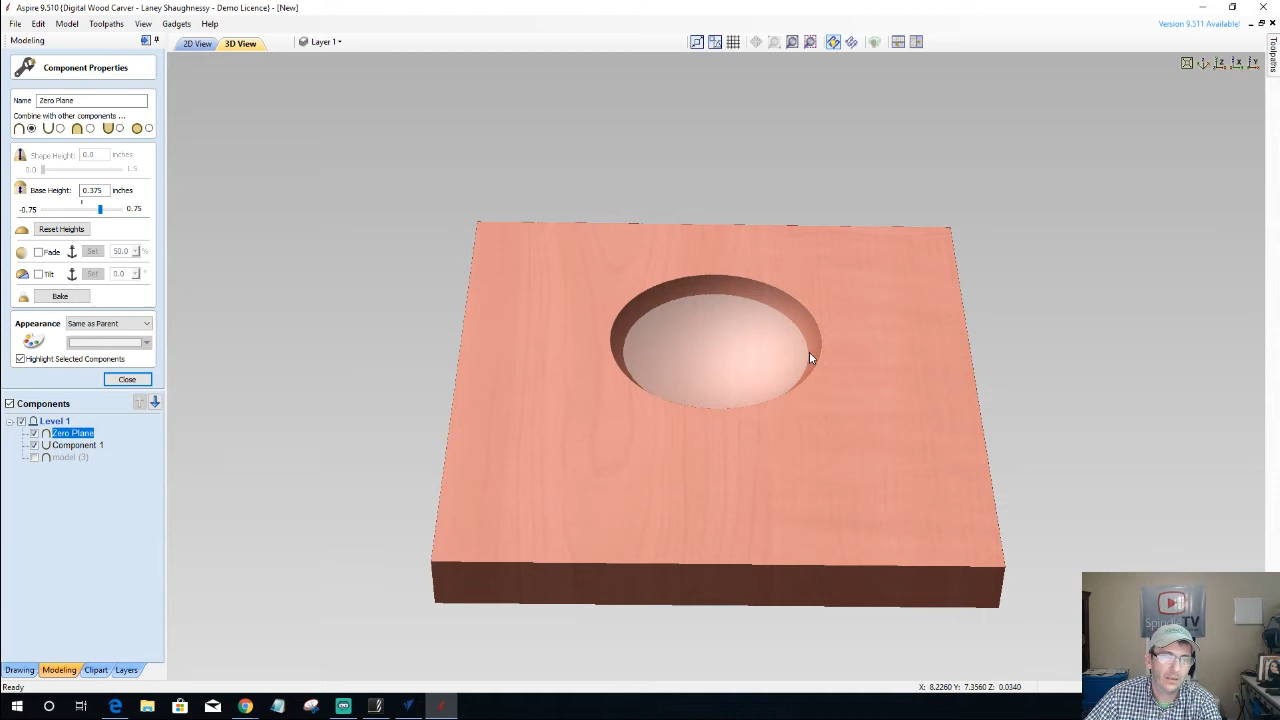 Aspire 9.510 {Digital Wood Carver - Laney Shaughnessy - Demo Licence} - [New]
File Edit Model Toolpaths View Gadgets Help
Version 9.511 Available!
Modeling
2D View 3D View Layer 1
Toolpaths
Component Properties
Name Zero Plane
Combine with other components ...
Shape Height: 0.0 inches
0.0 1.5
Base Height: 0.375 inches
-0.75 0.75
Reset Heights
Fade Set 50.0 %
Tilt Set 0.0 °
Bake
Appearance Same as Parent
Highlight Selected Components
Close
Components
Level 1
Zero Plane
Component 1
model (3)
Spindle TV
Drawing Modeling Clipart Layers
Ready
X: 8.2260 Y: 7.3560 Z: 0.0340